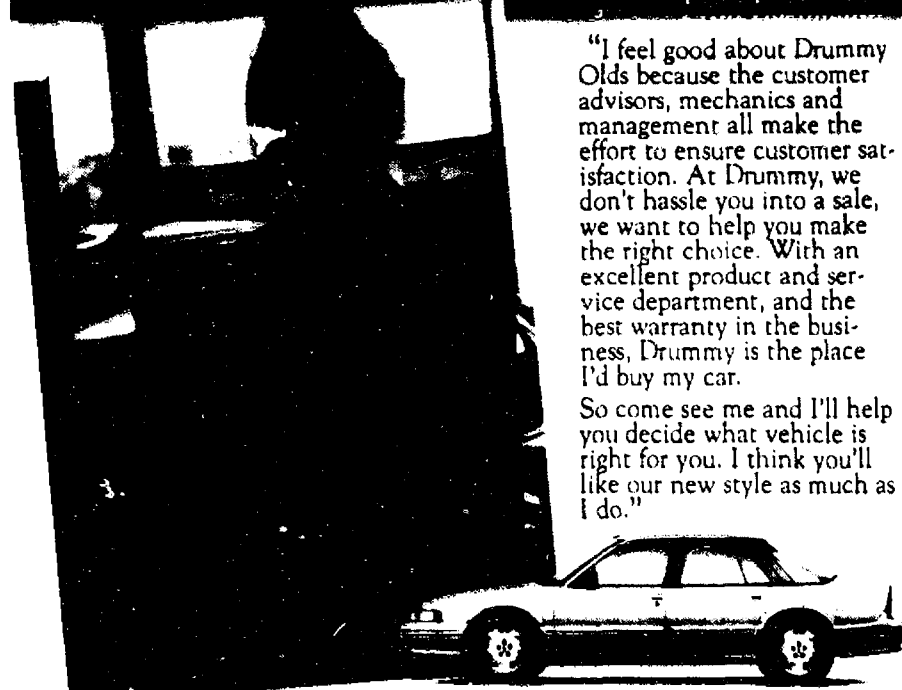 “I feel good about Drummy
Olds because the customer
advisors, mechanics and
management all make the
effort to ensure customer sat-
isfaction. At Drummy, we
don't hassle you into a sale,
we want to help you make
the right choice. With an
excellent product and ser-
vice department, and the
best warranty in the busi-
ness, Drummy is the place
I'd buy my car.
So come see me and I'll help
you decide what vehicle is
right for you. I think you'll
like our new style as much as
I do.”